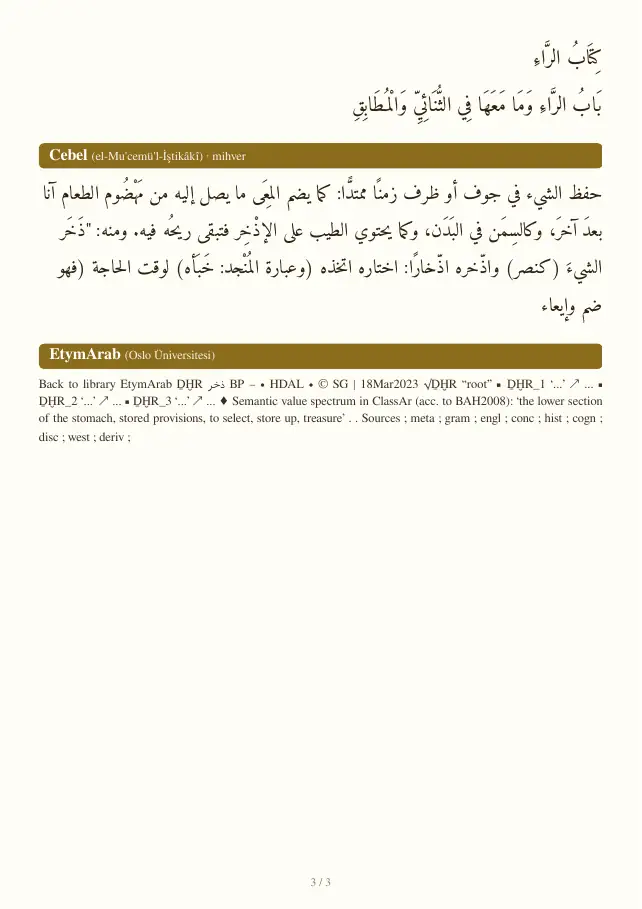 كِتَابُ الرَّاءِ
بَابُ الرَّاءِ وَمَا مَعَهَا فِي الثُّنَائِيِّ وَالْمُطَابِقِ
Cebel (el-Mu'cemü'l-İştikâkî) · mihver
حفظ الشيء في جوف أو ظرف زمنًا ممتدًّا: كما يضم المِعَى ما يصل إليه من مَهْضُوم الطعام آنا
بعدَ آخرَ، وكالسِمَن في البَدَن، وكما يحتوي الطيب على الإذْخِر فتبقى ريحُه فيه. ومنه: "ذَخَر
الشيءَ (كنصر) واذّخره اذّخارًا: اختاره اتخذه (وعبارة المُنْجد: خَبَأه) لوقت الحاجة (فهو
ضم وإيعاء
EtymArab (Oslo Üniversitesi)
Back to library EtymArab ḎḪR ذخر BP – • HDAL • © SG | 18Mar2023 √ḎḪR “root” ▪ ḎḪR_1 ‘...’ ↗ ... ▪
ḎḪR_2 ‘...’ ↗ ... ▪ ḎḪR_3 ‘...’ ↗ ... ♦ Semantic value spectrum in ClassAr (acc. to BAH2008): ‘the lower section
of the stomach, stored provisions, to select, store up, treasure’ . . Sources ; meta ; gram ; engl ; conc ; hist ; cogn ;
disc ; west ; deriv ;
3 / 3